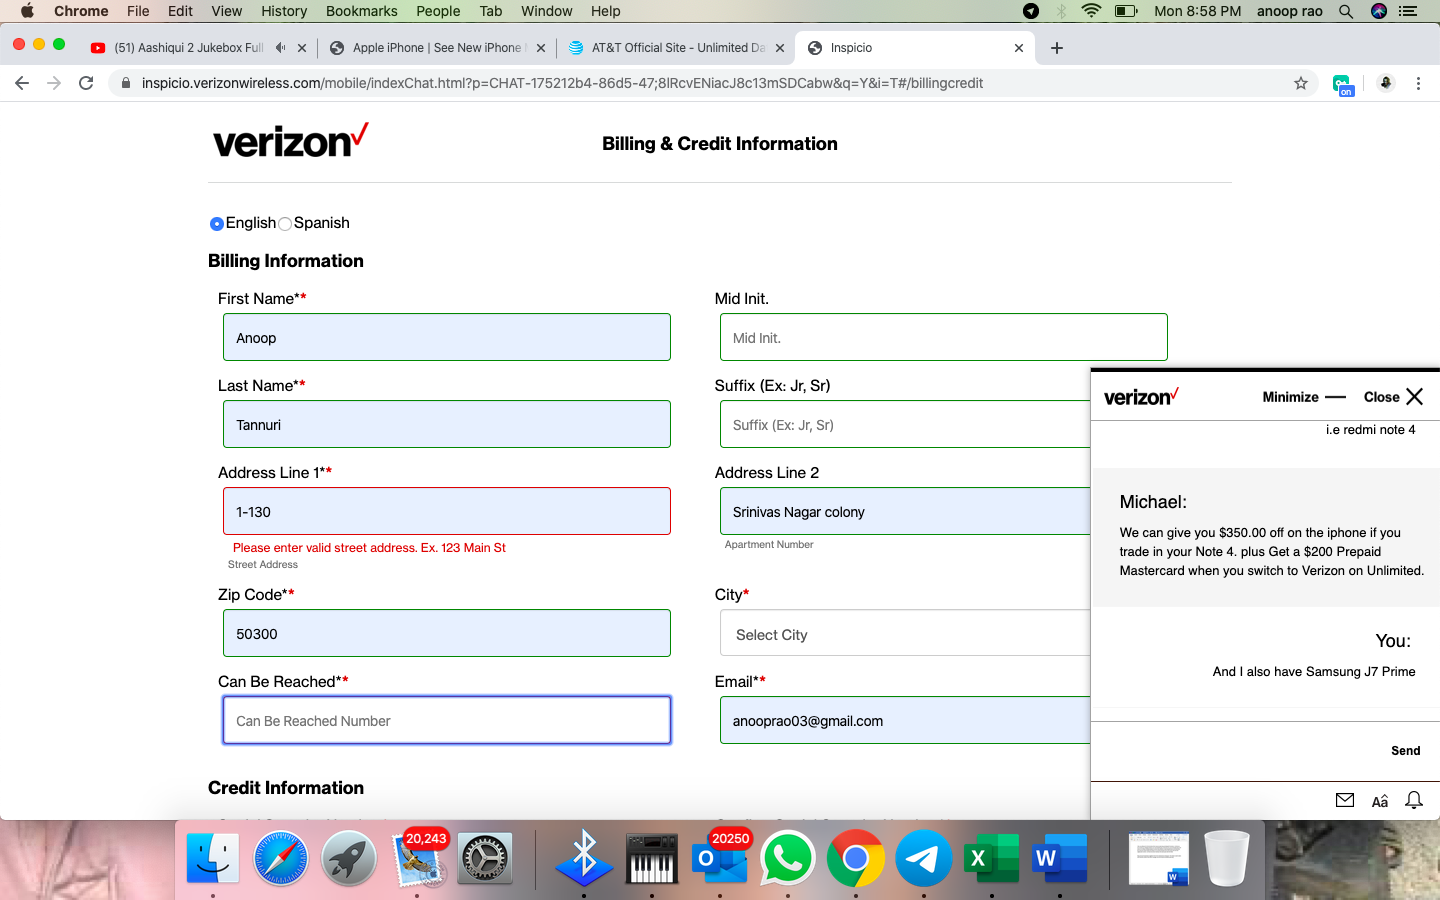 Chrome File Edit View History Bookmarks People Tab Window Help Mon 8:58 PM anoop rao
(51) Aashiqui 2 Jukebox Full
Apple iPhone | See New iPhone
AT&T Official Site - Unlimited Da
Inspicio
inspicio.verizonwireless.com/mobile/indexChat.html?p=CHAT-175212b4-86d5-47;8lRcvENiacJ8c13mSDCabw&q=Y&i=T#/billingcredit
on
verizon
Billing & Credit Information
English Spanish
Billing Information
First Name** Mid Init.
Anoop Mid Init.
Last Name** Suffix (Ex: Jr, Sr)
Tannuri Suffix (Ex: Jr, Sr)
Address Line 1** Address Line 2
1-130 Srinivas Nagar colony
Please enter valid street address. Ex. 123 Main St Apartment Number
Street Address
Zip Code** City*
50300 Select City
Can Be Reached** Email**
Can Be Reached Number anooprao03@gmail.com
Credit Information
verizon Minimize Close
i.e redmi note 4
Michael:
We can give you $350.00 off on the iphone if you
trade in your Note 4. plus Get a $200 Prepaid
Mastercard when you switch to Verizon on Unlimited.
You:
And I also have Samsung J7 Prime
Send
Aâ
20,243
20250
O
X
W
W